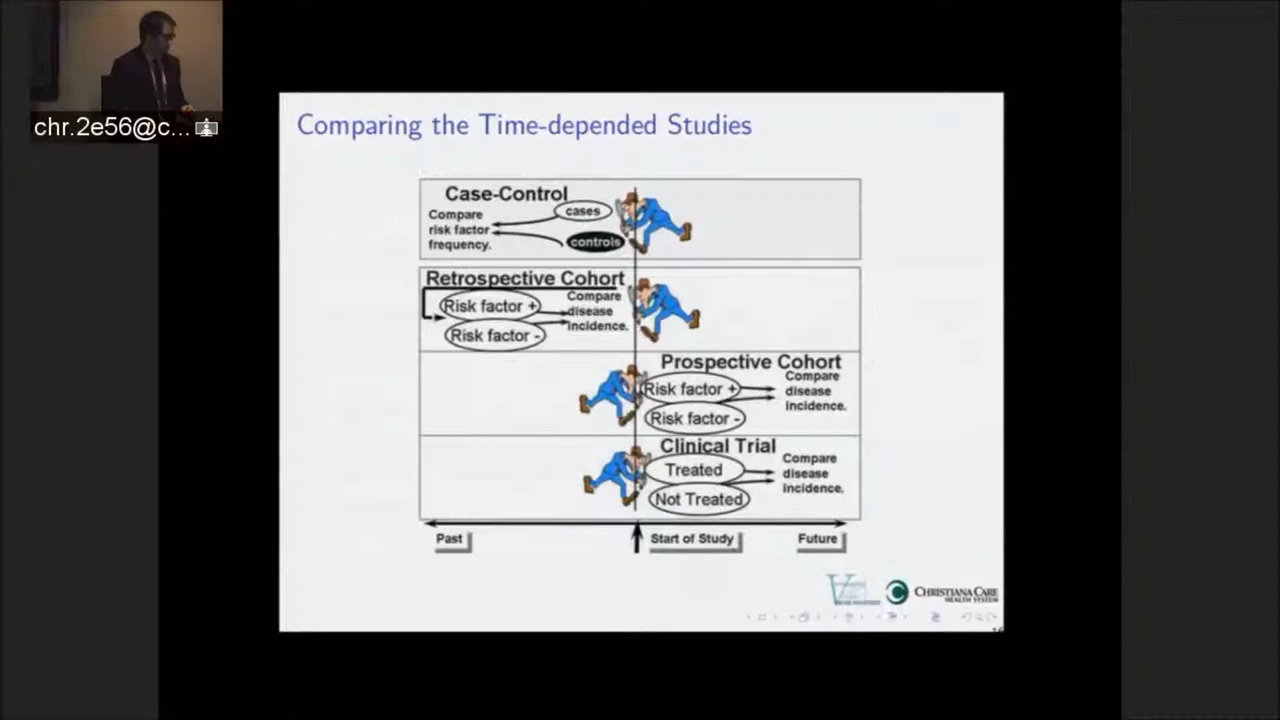 chr.2e56@c...
Comparing the Time-depended Studies
Case-Control
Compare
risk factor
frequency.
cases
controls
Retrospective Cohort
Risk factor +
Risk factor -
Compare
disease
incidence.
Prospective Cohort
Risk factor +
Risk factor -
Compare
disease
incidence.
Clinical Trial
Treated
Not Treated
Compare
disease
incidence.
Past
Start of Study
Future
CHRISTIANA CARE
HEALTH SYSTEM